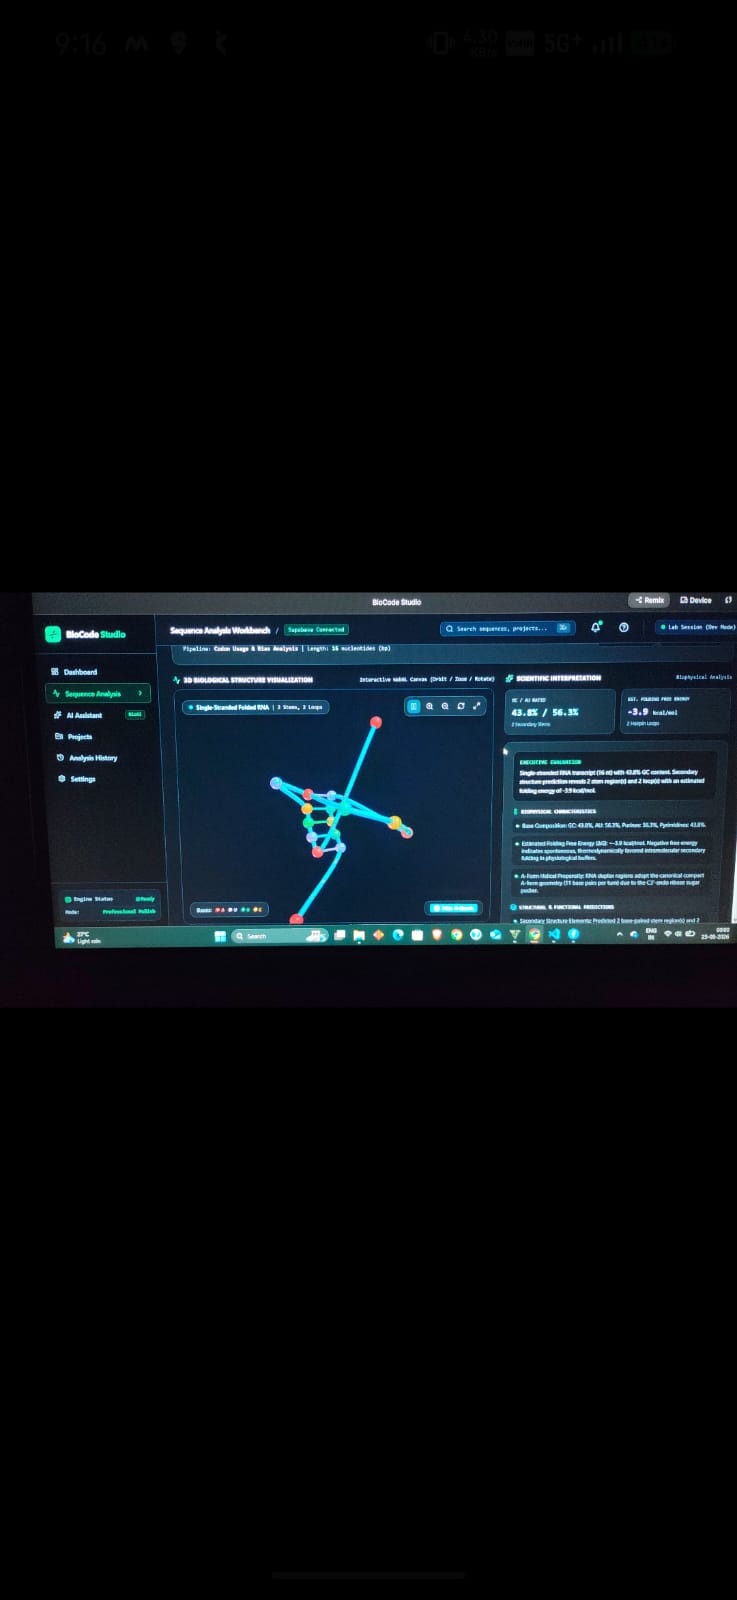 9:16
4.30
KB/s
5G+
BioCode Studio
Remix
Device
BioCode Studio
Sequence Analysis Workbench /
Supabase Connected
Search sequences, projects...
Lab Session (Dev Mode)
Pipeline: Codon Usage & Bias Analysis | Length: 16 nucleotides (bp)
Dashboard
Sequence Analysis
AI Assistant
Projects
Analysis History
Settings
3D BIOLOGICAL STRUCTURE VISUALIZATION
Interactive WebGL Canvas (Orbit / Zoom / Rotate)
Single-Stranded Folded RNA | 2 Stems, 2 Loops
SCIENTIFIC INTERPRETATION
Biophysical Analysis
GC / AU RATIO
43.8% / 56.3%
2 Secondary Stems
EST. FOLDING FREE ENERGY
-3.9 kcal/mol
2 Hairpin Loops
EXECUTIVE EVALUATION
Single-stranded RNA transcript (16 nt) with 43.8% GC content. Secondary
structure prediction reveals 2 stem region(s) and 2 loop(s) with an estimated
folding energy of -3.9 kcal/mol.
BIOPHYSICAL CHARACTERISTICS
Base Composition: GC: 43.8%, AU: 56.3%, Purines: 56.3%, Pyrimidines: 43.8%.
Estimated Folding Free Energy (ΔG): ~-3.9 kcal/mol. Negative free energy
indicates spontaneous, thermodynamically favored intramolecular secondary
folding in physiological buffers.
A-Form Helical Propensity: RNA duplex regions adopt the canonical compact
A-form geometry (11 base pairs per turn) due to the C3'-endo ribose sugar
pucker.
STRUCTURAL & FUNCTIONAL PREDICTIONS
Secondary Structure Elements: Predicted 2 base-paired stem region(s) and 2
Engine Status
Ready
Mode:
Professional Polish
Bases:
27°C
Light rain
Search
ENG
IN